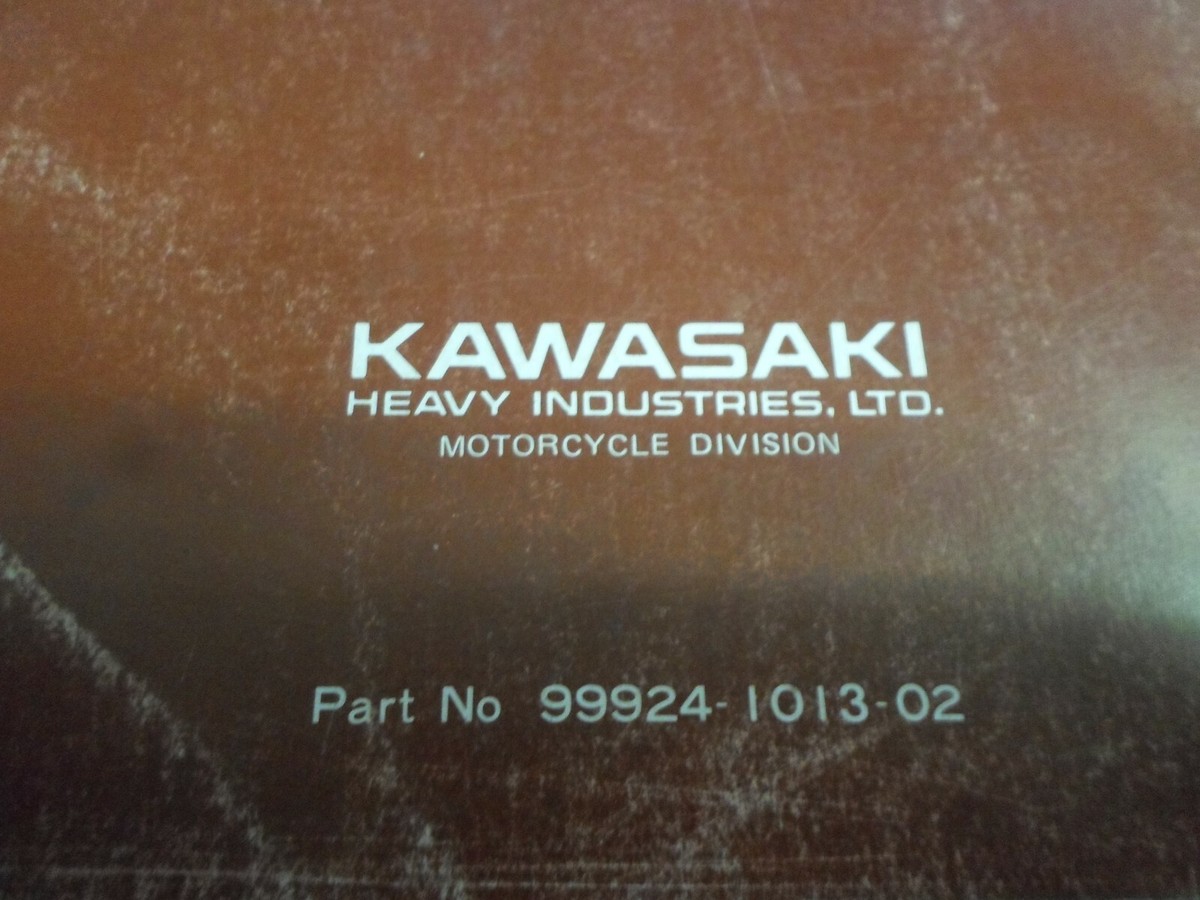 KAWASAKI
HEAVY INDUSTRIES, LTD.
MOTORCYCLE DIVISION
Part No 99924-1013-02